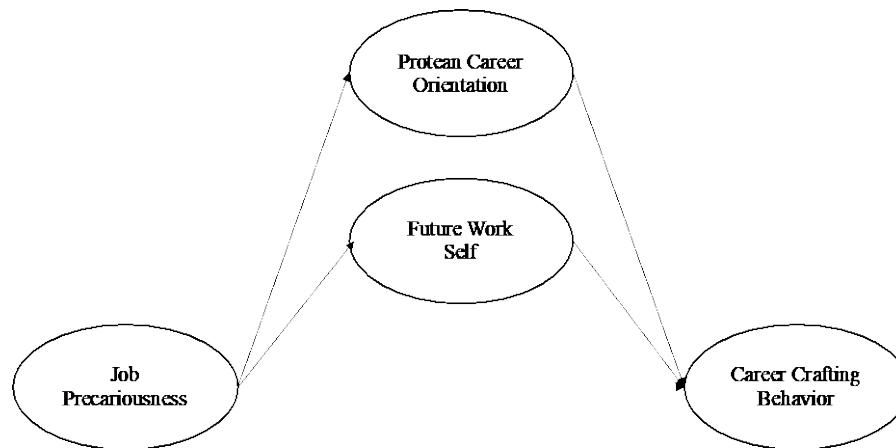 Protean Career
Orientation
Future Work
Self
Job
Precariousness
Career Crafting
Behavior